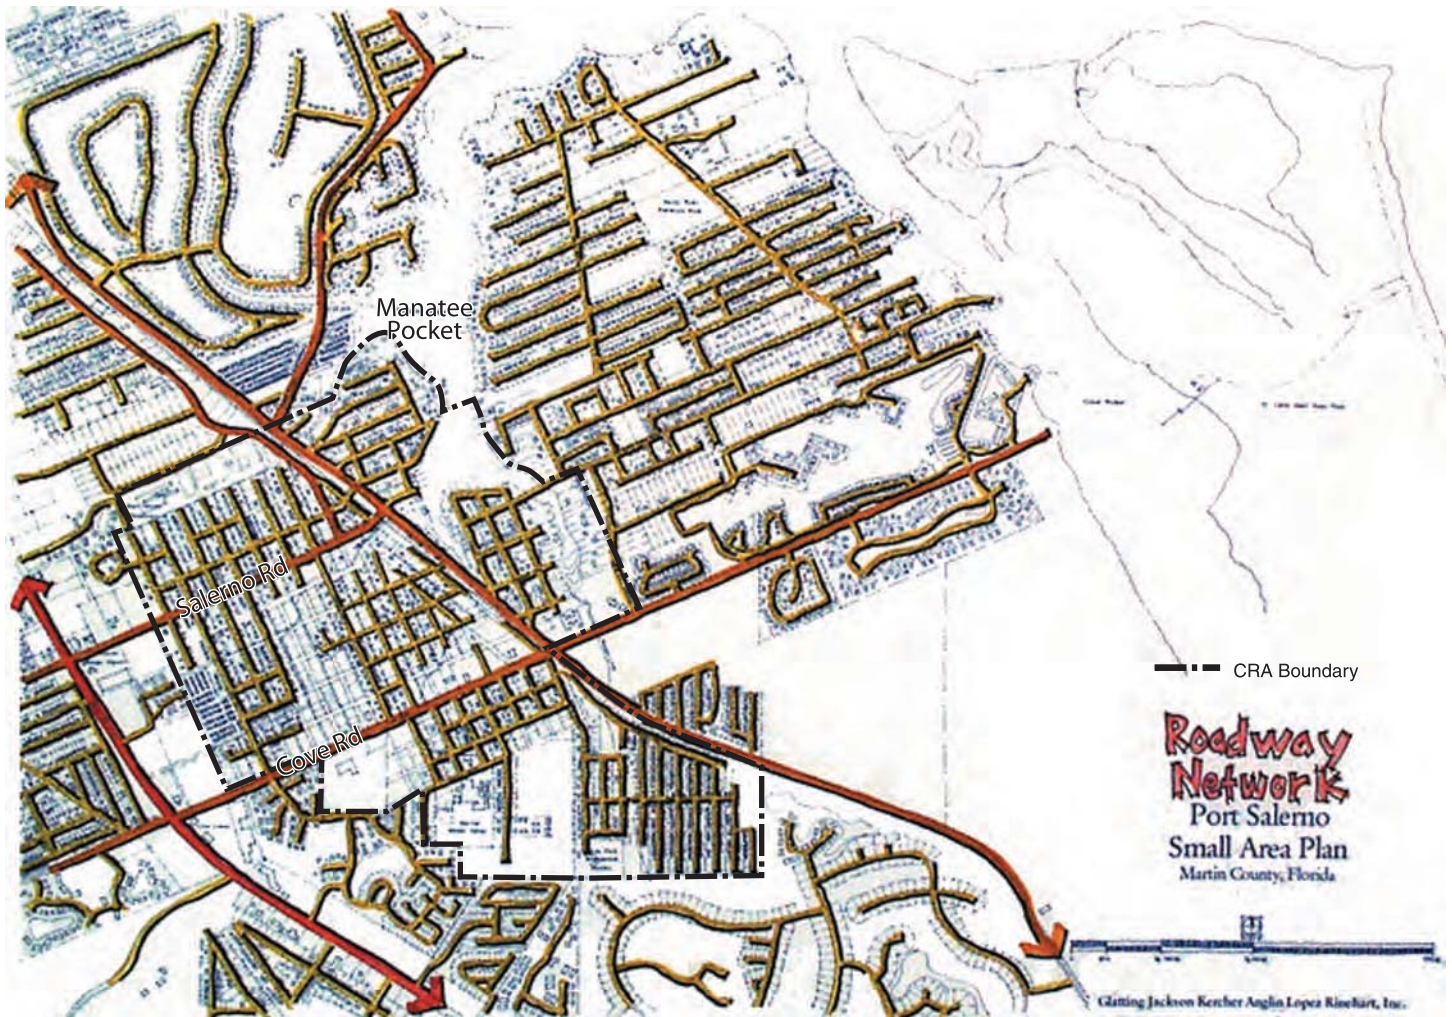 Manatee
Pocket
Salerno Rd
Cove Rd
CRA Boundary
Roadway
Network
Port Salerno
Small Area Plan
Martin County, Florida
Glatting Jackson Kercher Anglin Lopez Rinehart, Inc.